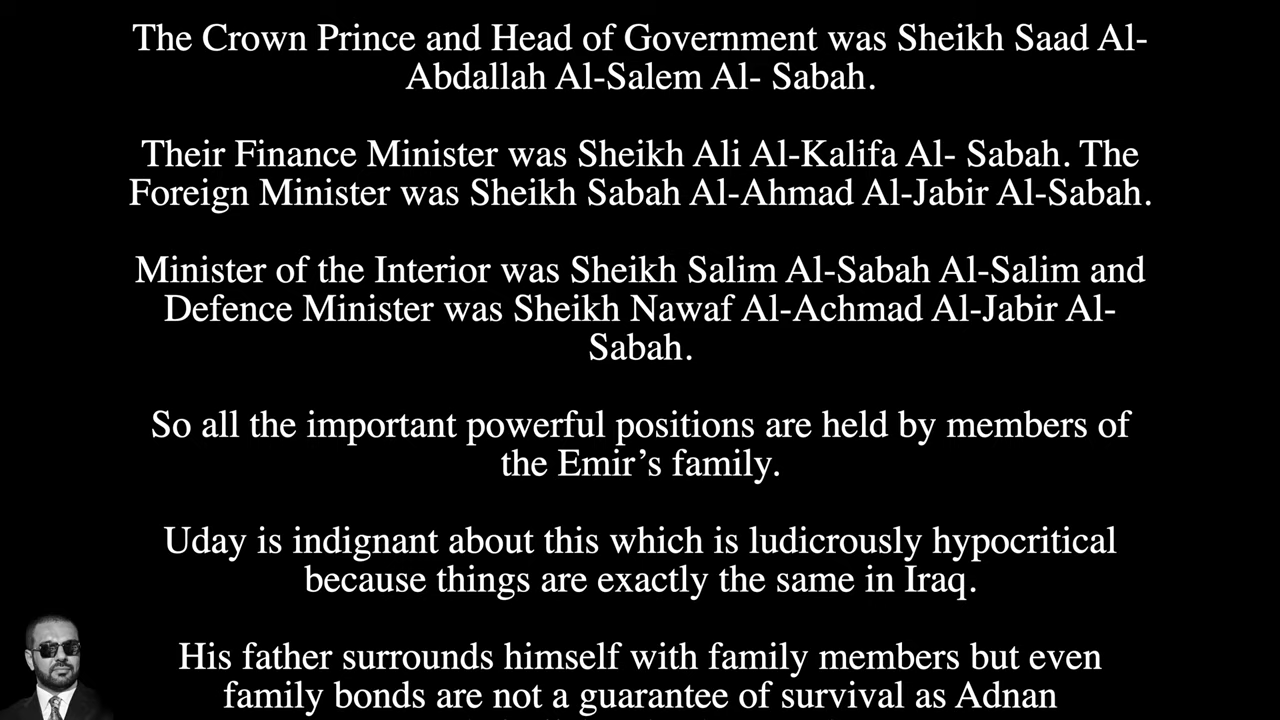 The Crown Prince and Head of Government was Sheikh Saad Al-
Abdallah Al-Salem Al- Sabah.
Their Finance Minister was Sheikh Ali Al-Kalifa Al- Sabah. The
Foreign Minister was Sheikh Sabah Al-Ahmad Al-Jabir Al-Sabah.
Minister of the Interior was Sheikh Salim Al-Sabah Al-Salim and
Defence Minister was Sheikh Nawaf Al-Achmad Al-Jabir Al-
Sabah.
So all the important powerful positions are held by members of
the Emir’s family.
Uday is indignant about this which is ludicrously hypocritical
because things are exactly the same in Iraq.
His father surrounds himself with family members but even
family bonds are not a guarantee of survival as Adnan